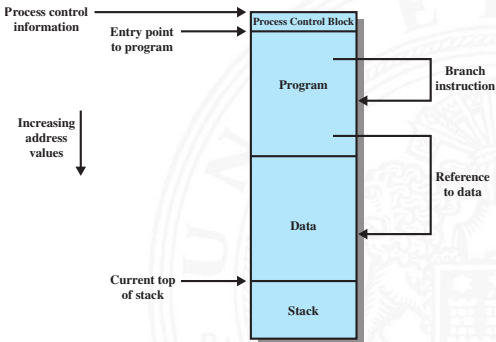 Process control
information
Process Control Block
Entry point
to program
Program
Branch
instruction
Increasing
address
values
Reference
to data
Data
Current top
of stack
Stack